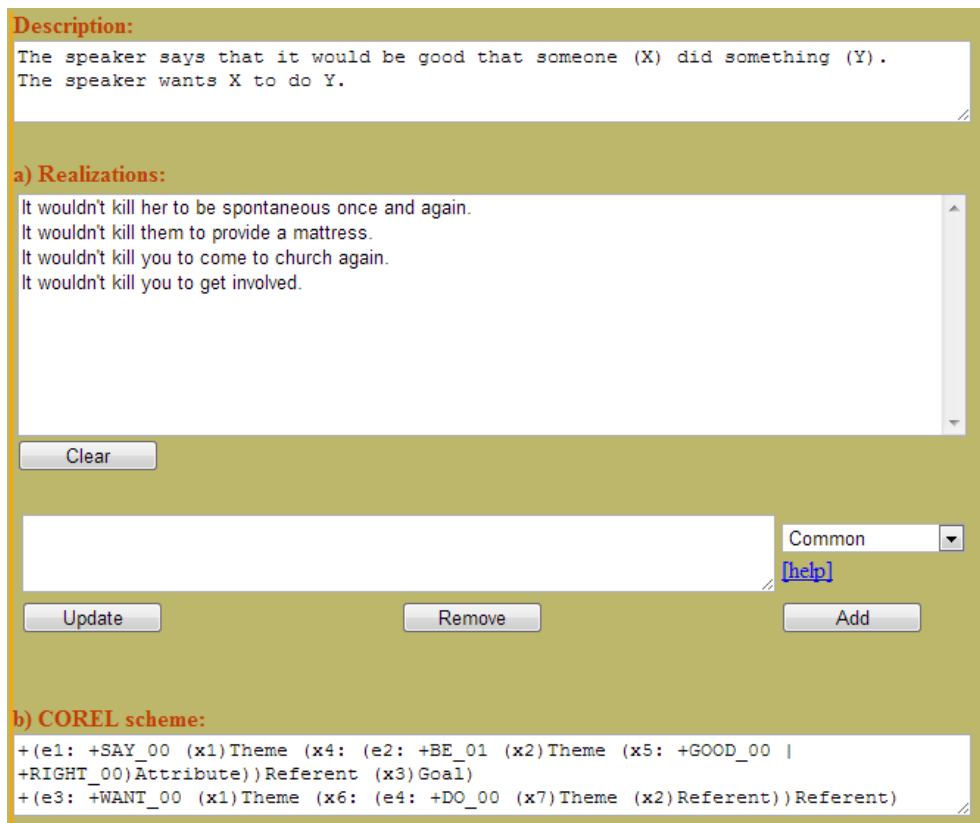 Description:
The speaker says that it would be good that someone (X) did something (Y).
The speaker wants X to do Y.
a) Realizations:
It wouldn't kill her to be spontaneous once and again.
It wouldn't kill them to provide a mattress.
It wouldn't kill you to come to church again.
It wouldn't kill you to get involved.
Clear
Common
[help]
Update Remove Add
b) COREL scheme:
+(e1: +SAY_00 (x1)Theme (x4: (e2: +BE_01 (x2)Theme (x5: +GOOD_00 |
+RIGHT_00)Attribute))Referent (x3)Goal)
+(e3: +WANT_00 (x1)Theme (x6: (e4: +DO_00 (x7)Theme (x2)Referent))Referent)